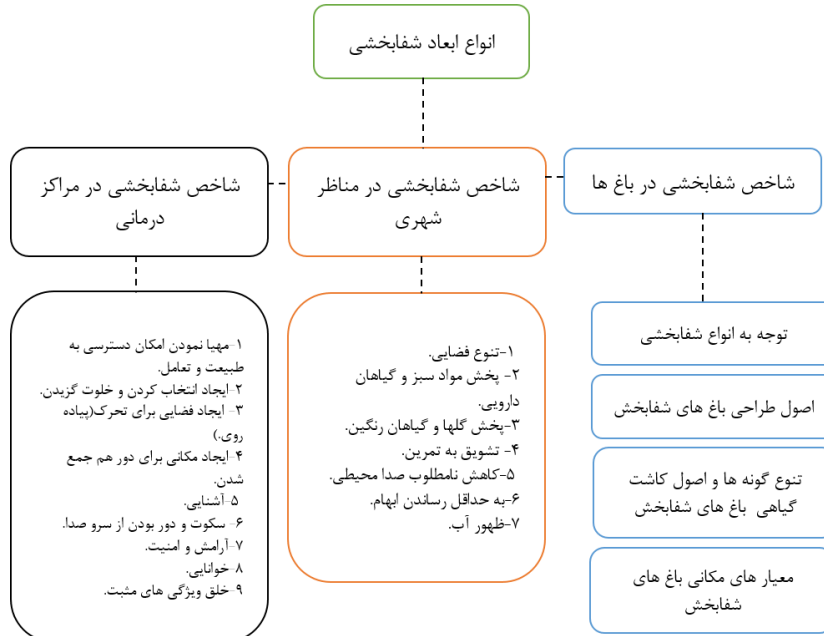 انواع ابعاد شفابخشی
شاخص شفابخشی در باغ ها
توجه به انواع شفابخشی
اصول طراحی باغ های شفابخش
تنوع گونه ها و اصول کاشت
گیاهی باغ های شفابخش
معیار های مکانی باغ های
شفابخش
شاخص شفابخشی در مناظر
شهری
۱-تنوع فضایی.
۲- پخش مواد سبز و گیاهان
دارویی.
۳-پخش گلها و گیاهان رنگین.
۴- تشویق به تمرین.
۵-کاهش نامطلوب صدا محیطی.
۶-به حداقل رساندن ابهام.
۷-ظهور آب.
شاخص شفابخشی در مراکز
درمانی
۱-مهیا نمودن امکان دسترسی به
طبیعت و تعامل.
۲-ایجاد انتخاب کردن و خلوت گزیدن.
۳- ایجاد فضایی برای تحرک(پیاده
روی.)
۴-ایجاد مکانی برای دور هم جمع
شدن.
۵-آشنایی.
۶- سکوت و دور بودن از سرو صدا.
۷-آرامش و امنیت.
۸-خوانایی.
۹-خلق ویژگی های مثبت.